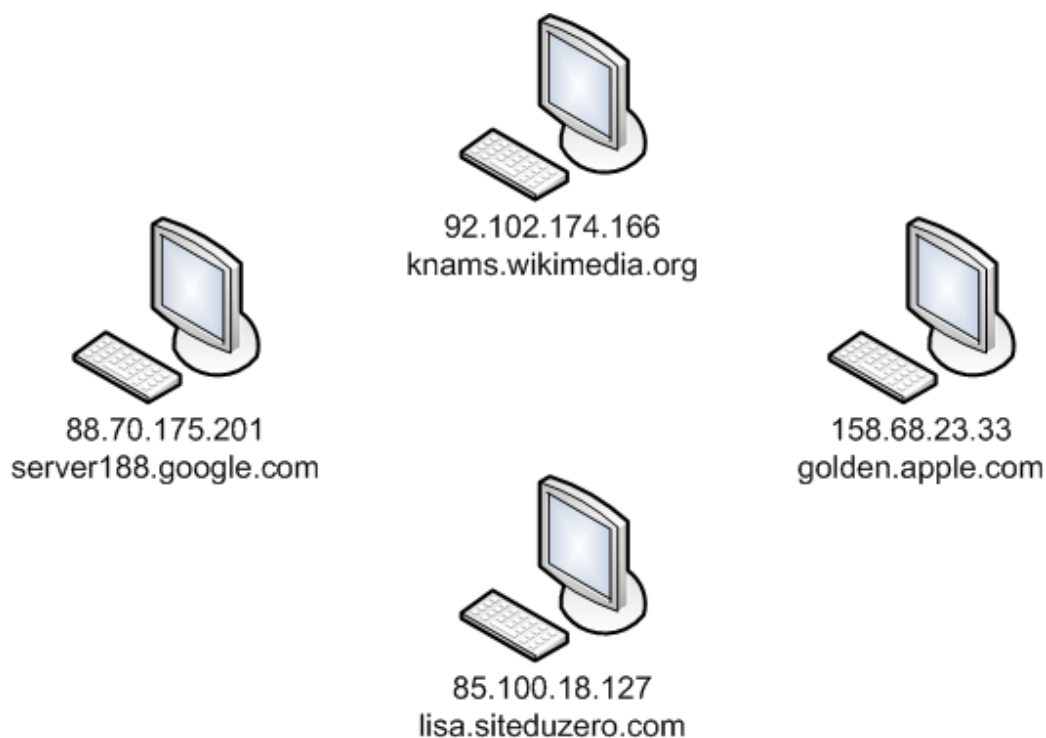 92.102.174.166
knams.wikimedia.org
88.70.175.201
server188.google.com
158.68.23.33
golden.apple.com
85.100.18.127
lisa.siteduzero.com